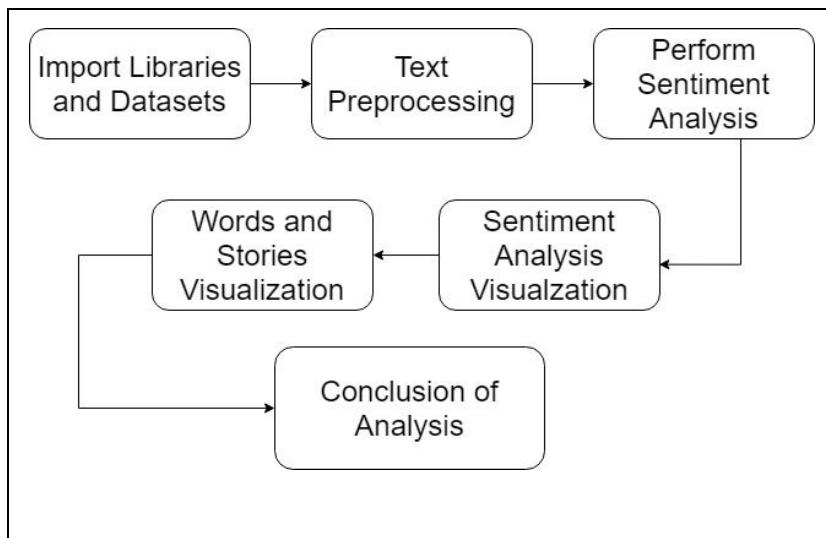 Import Libraries
and Datasets
Text
Preprocessing
Perform
Sentiment
Analysis
Sentiment
Analysis
Visualzation
Words and
Stories
Visualization
Conclusion of
Analysis